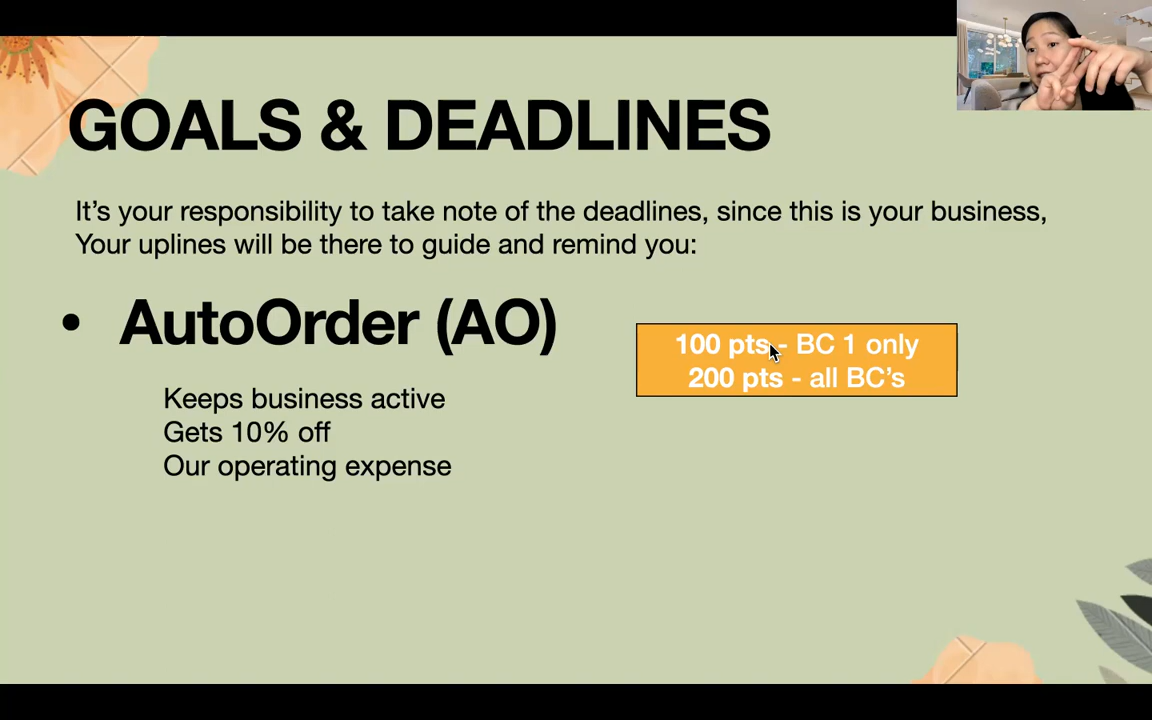 GOALS & DEADLINES
It’s your responsibility to take note of the deadlines, since this is your business,
Your uplines will be there to guide and remind you:
• AutoOrder (AO)
100 pts - BC 1 only
200 pts - all BC’s
Keeps business active
Gets 10% off
Our operating expense